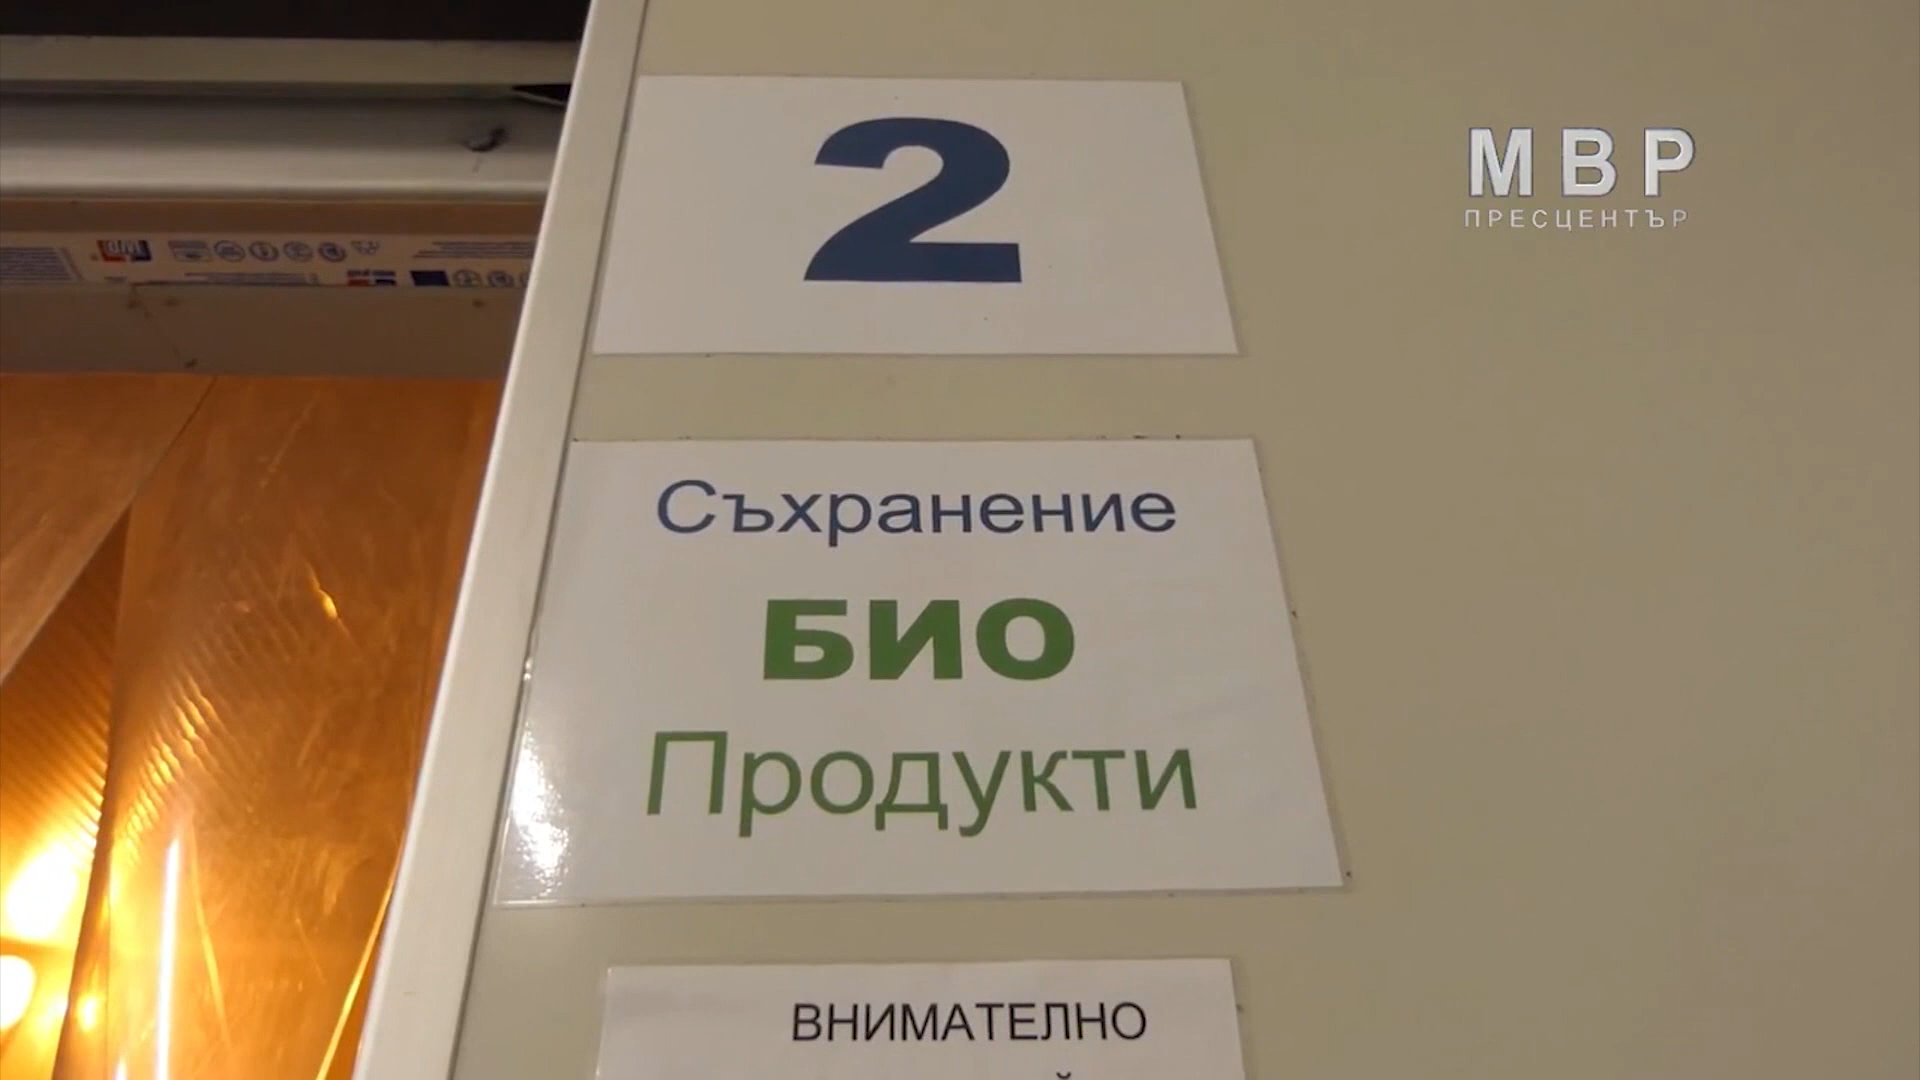 2
МВР
ПРЕСЦЕНТЪР
Съхранение
БИО
Продукти
ВНИМАТЕЛНО